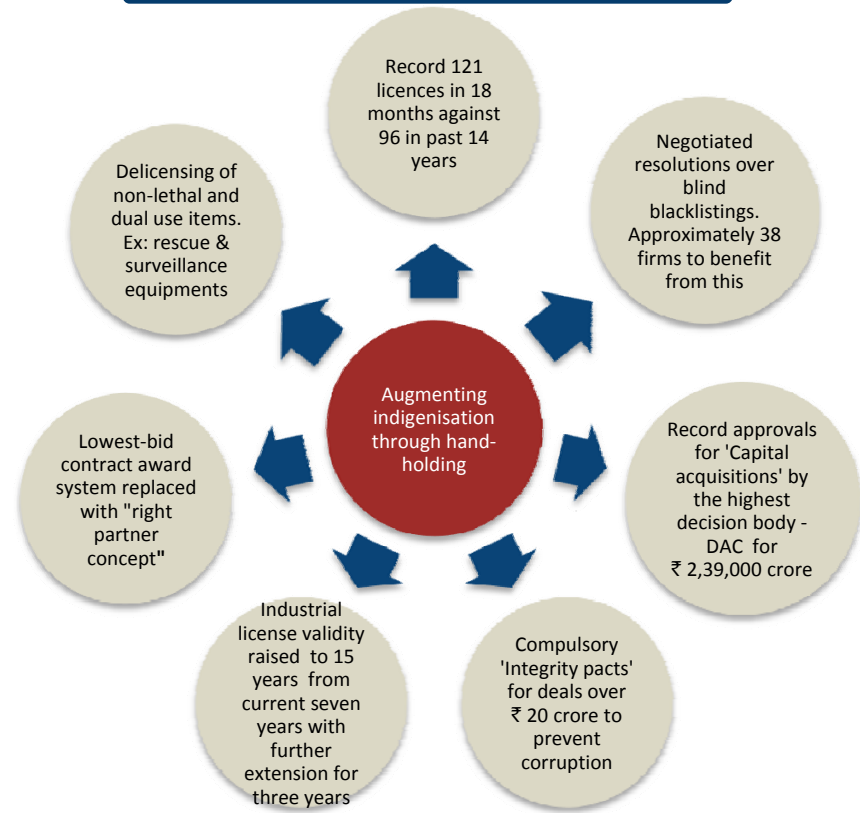 Record 121
licences in 18
months against
96 in past 14
years
Negotiated
resolutions over
blind
blacklistings.
Approximately 38
firms to benefit
from this
Record approvals
for 'Capital
acquisitions' by
the highest
decision body -
DAC for
₹ 2,39,000 crore
Compulsory
'Integrity pacts'
for deals over
₹ 20 crore to
prevent
corruption
Industrial
license validity
raised to 15
years from
current seven
years with
further
extension for
three years
Lowest-bid
contract award
system replaced
with "right
partner
concept"
Delicensing of
non-lethal and
dual use items.
Ex: rescue &
surveillance
equipments
Augmenting
indigenisation
through hand-
holding